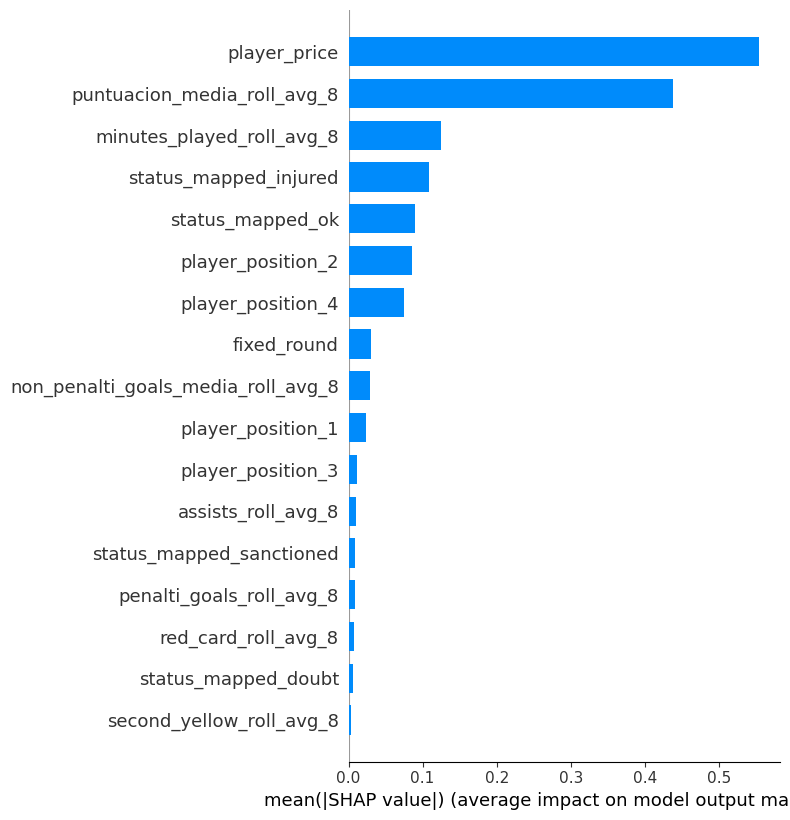 player_price
puntuacion_media_roll_avg_8
minutes_played_roll_avg_8
status_mapped_injured
status_mapped_ok
player_position_2
player_position_4
fixed_round
non_penalti_goals_media_roll_avg_8
player_position_1
player_position_3
assists_roll_avg_8
status_mapped_sanctioned
penalti_goals_roll_avg_8
red_card_roll_avg_8
status_mapped_doubt
second_yellow_roll_avg_8
0.0 0.1 0.2 0.3 0.4 0.5
mean(|SHAP value|) (average impact on model output ma